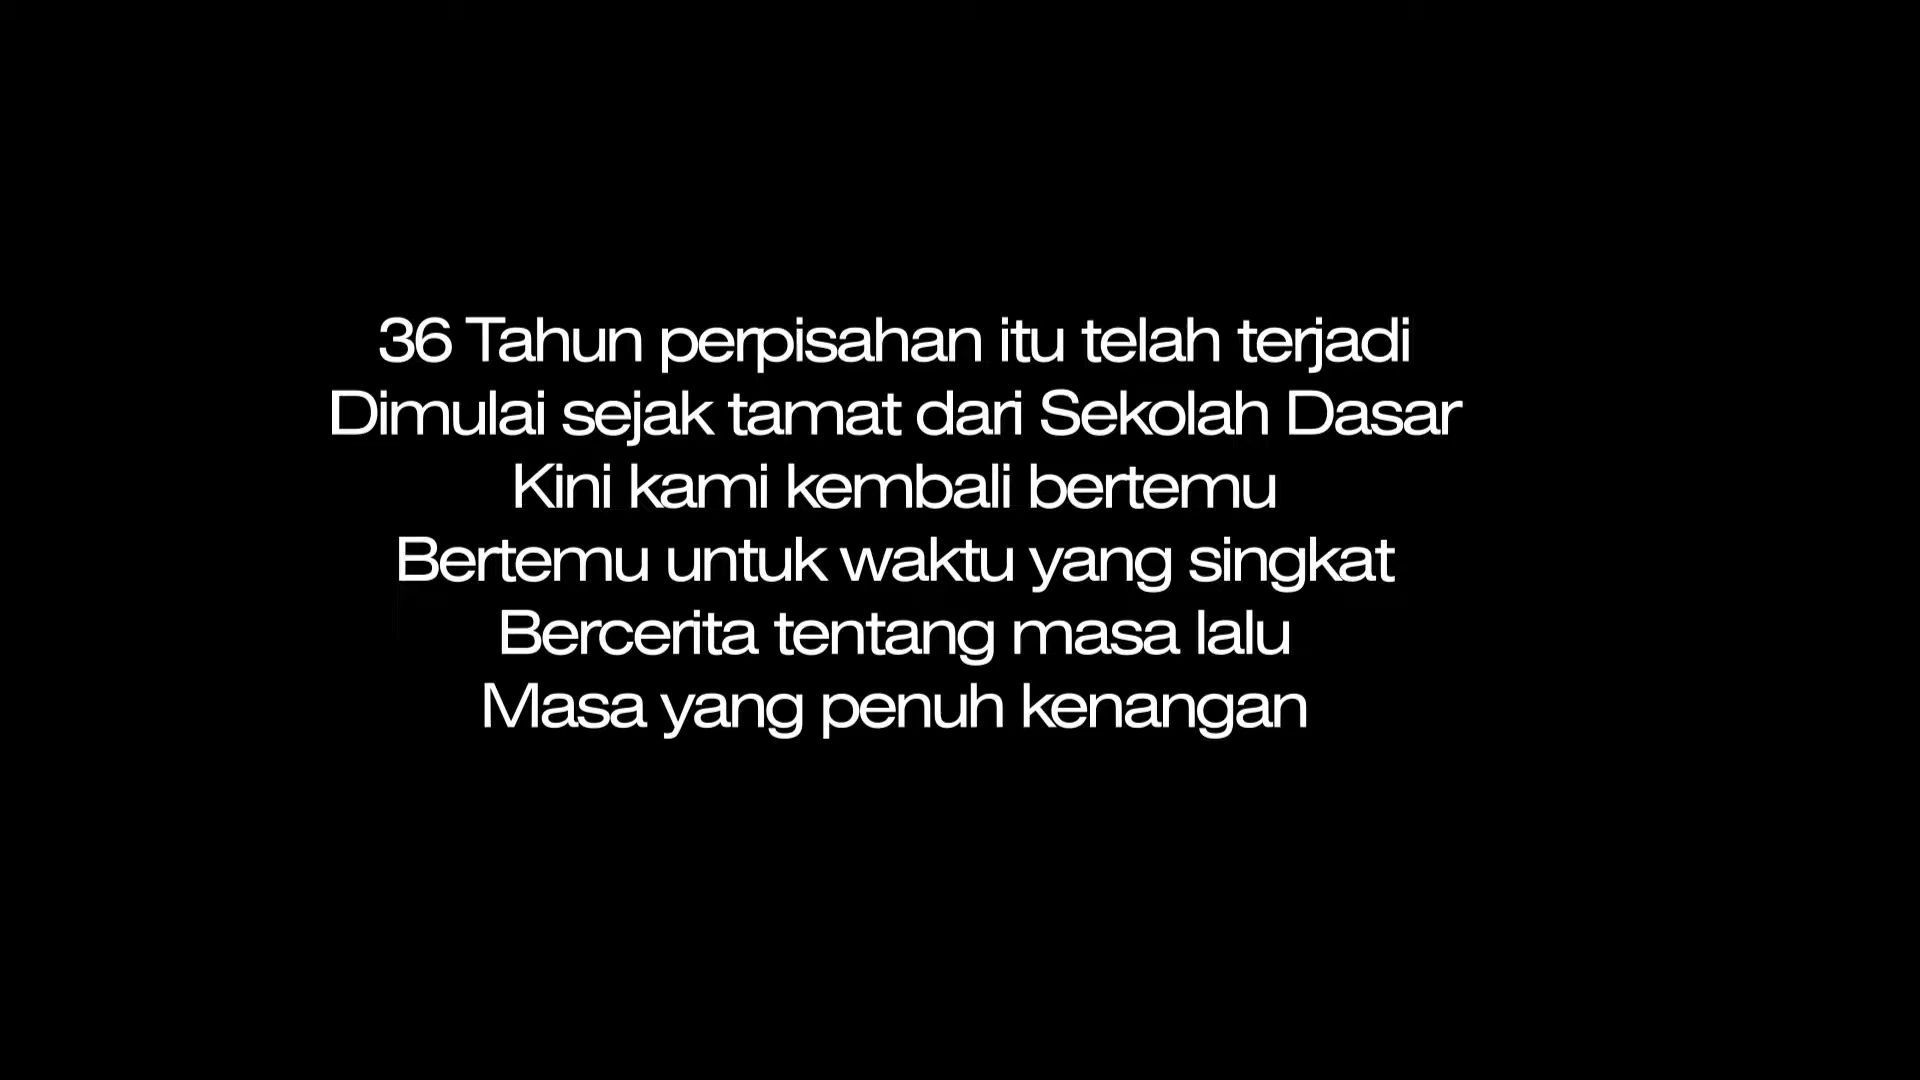 36 Tahun perpisahan itu telah terjadi
Dimulai sejak tamat dari Sekolah Dasar
Kini kami kembali bertemu
Bertemu untuk waktu yang singkat
Bercerita tentang masa lalu
Masa yang penuh kenangan